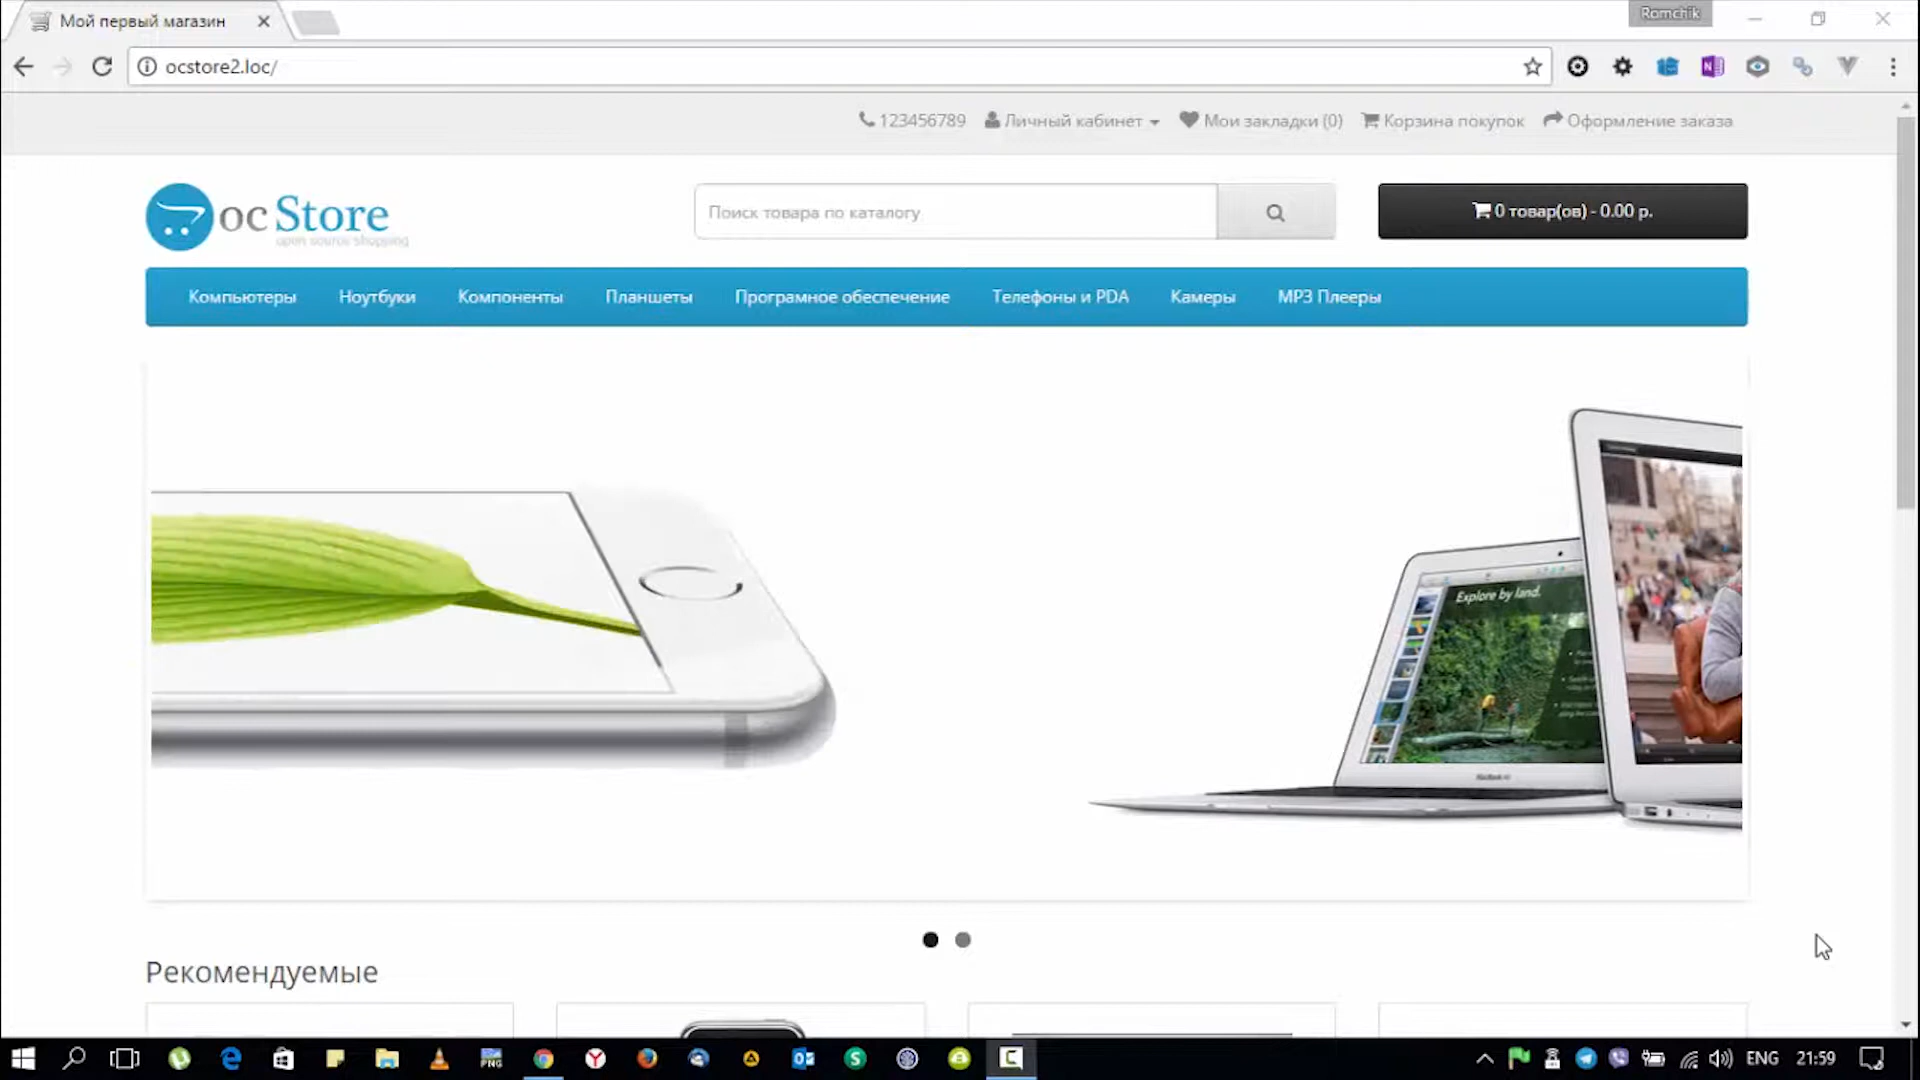 Мой первый магазин
Romchik
ocstore2.loc/
123456789 Личный кабинет Мои закладки (0) Корзина покупок Оформление заказа
oc Store
open source shopping
Поиск товара по каталогу
0 товар(ов) - 0.00 р.
Компьютеры Ноутбуки Компоненты Планшеты Програмное обеспечение Телефоны и PDA Камеры MP3 Плееры
Explore by land.
Рекомендуемые
ENG 21:59